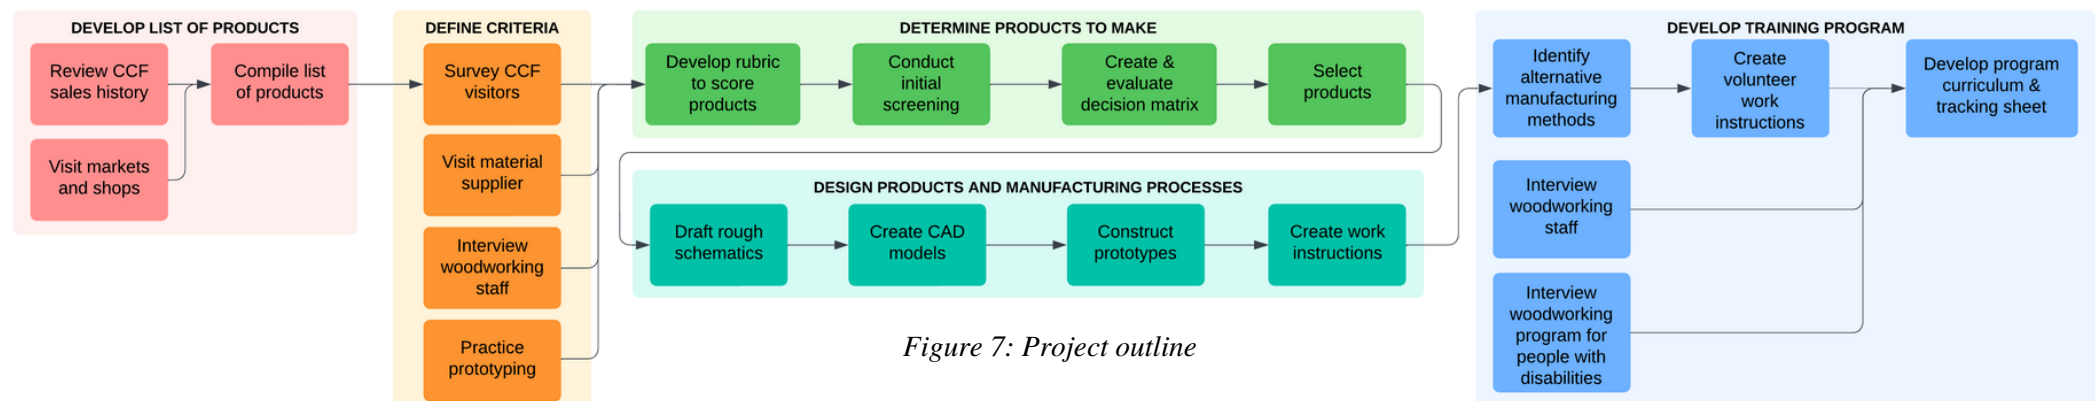 DEVELOP LIST OF PRODUCTS
Review CCF
sales history
Compile list
of products
Visit markets
and shops
DEFINE CRITERIA
Survey CCF
visitors
Visit material
supplier
Interview
woodworking
staff
Practice
prototyping
DETERMINE PRODUCTS TO MAKE
Develop rubric
to score
products
Conduct
initial
screening
Create &
evaluate
decision matrix
Select
products
DESIGN PRODUCTS AND MANUFACTURING PROCESSES
Draft rough
schematics
Create CAD
models
Construct
prototypes
Create work
instructions
DEVELOP TRAINING PROGRAM
Identify
alternative
manufacturing
methods
Create
volunteer
work
instructions
Develop program
curriculum &
tracking sheet
Interview
woodworking
staff
Interview
woodworking
program for
people with
disabilities
Figure 7: Project outline